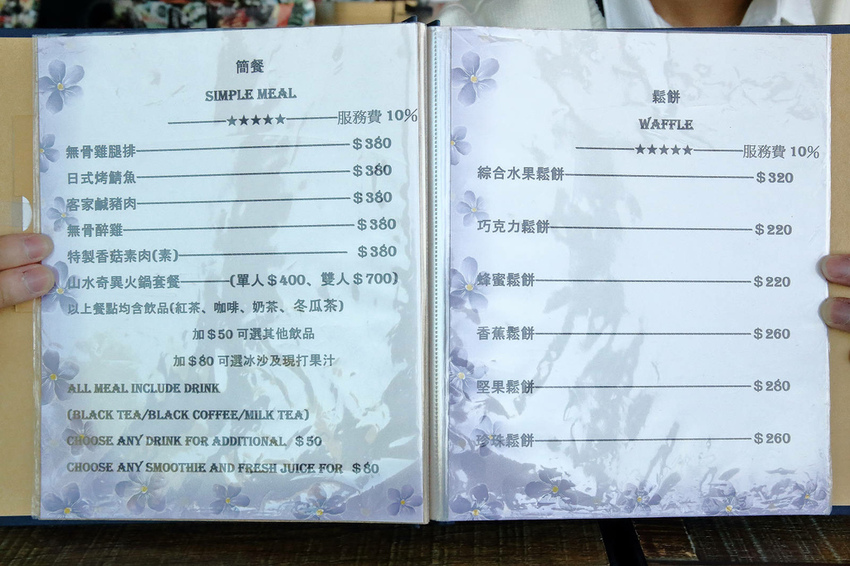 簡餐
SIMPLE MEAL
★★★★★ 服務費 10%
無骨雞腿排 $380
日式烤鯖魚 $380
客家鹹豬肉 $380
無骨醉雞 $380
特製香菇素肉(素) $380
山水奇異火鍋套餐 (單人$400、雙人$700)
以上餐點均含飲品(紅茶、咖啡、奶茶、冬瓜茶)
加$50可選其他飲品
加$80可選冰沙及現打果汁
ALL MEAL INCLUDE DRINK
(BLACK TEA/BLACK COFFEE/MILK TEA)
CHOOSE ANY DRINK FOR ADDITIONAL $50
CHOOSE ANY SMOOTHIE AND FRESH JUICE FOR $80
鬆餅
WAFFLE
★★★★★ 服務費 10%
綜合水果鬆餅 $320
巧克力鬆餅 $220
蜂蜜鬆餅 $220
香蕉鬆餅 $260
堅果鬆餅 $280
珍珠鬆餅 $260